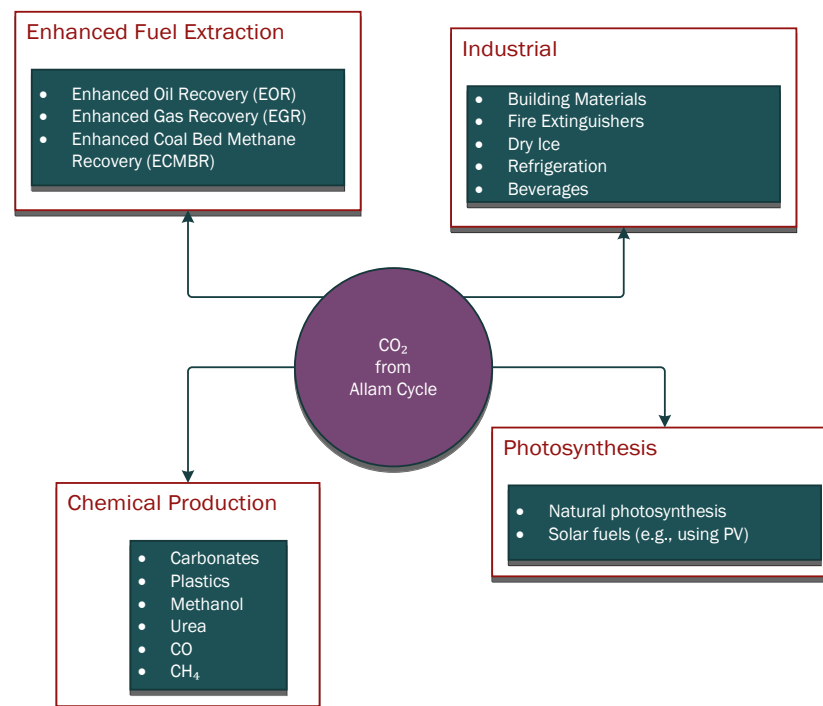 Enhanced Fuel Extraction
• Enhanced Oil Recovery (EOR)
• Enhanced Gas Recovery (EGR)
• Enhanced Coal Bed Methane
Recovery (ECMBR)
Industrial
• Building Materials
• Fire Extinguishers
• Dry Ice
• Refrigeration
• Beverages
CO₂
from
Allam Cycle
Chemical Production
• Carbonates
• Plastics
• Methanol
• Urea
• CO
• CH₄
Photosynthesis
• Natural photosynthesis
• Solar fuels (e.g., using PV)